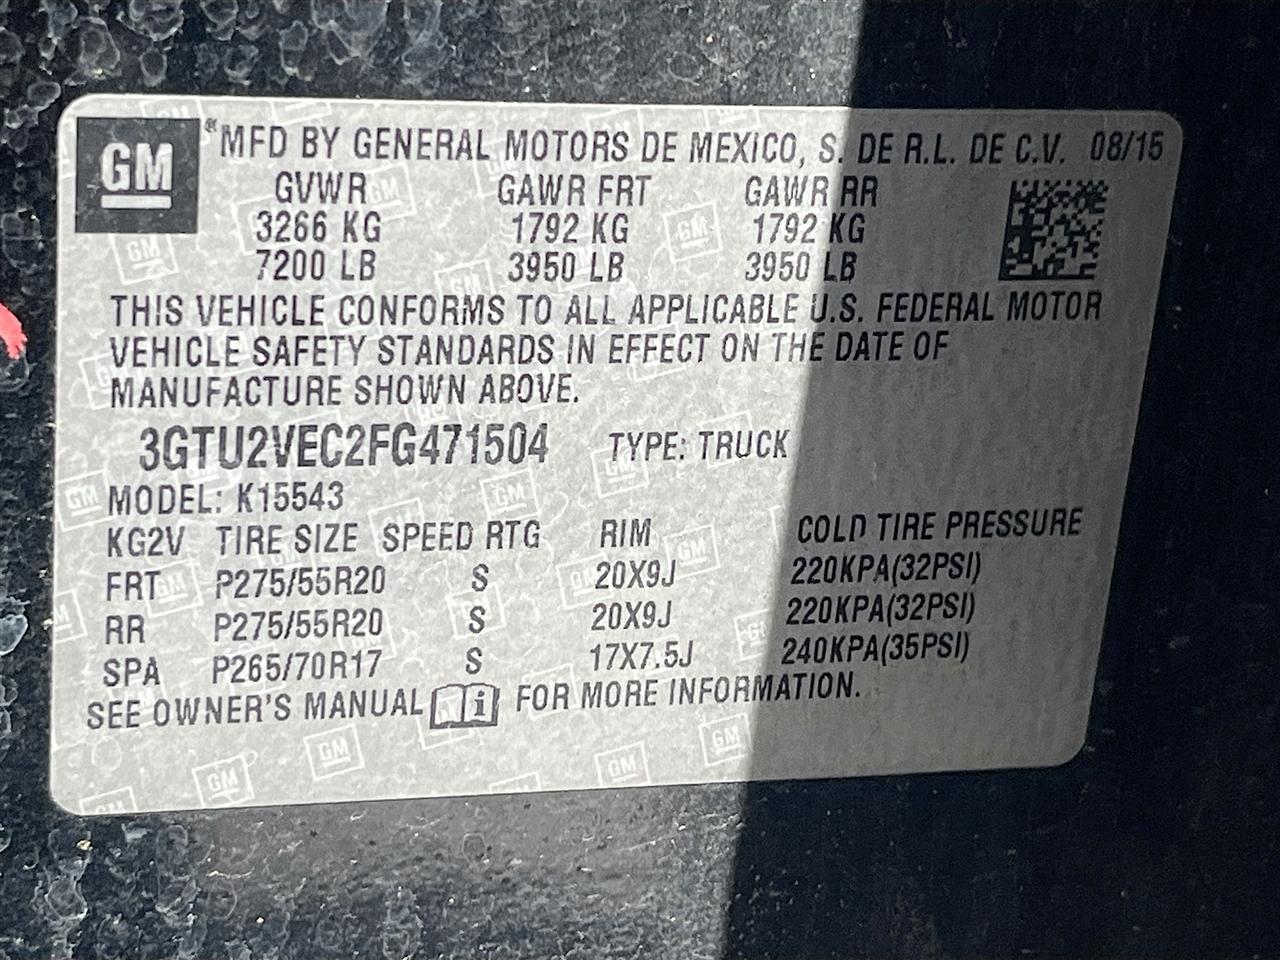 GM
® MFD BY GENERAL MOTORS DE MEXICO, S. DE R.L. DE C.V. 08/15
GVWR GAWR FRT GAWR RR
3266 KG 1792 KG 1792 KG
7200 LB 3950 LB 3950 LB
THIS VEHICLE CONFORMS TO ALL APPLICABLE U.S. FEDERAL MOTOR
VEHICLE SAFETY STANDARDS IN EFFECT ON THE DATE OF
MANUFACTURE SHOWN ABOVE.
3GTU2VEC2FG471504 TYPE: TRUCK
MODEL: K15543
KG2V TIRE SIZE SPEED RTG RIM COLD TIRE PRESSURE
FRT P275/55R20 S 20X9J 220KPA(32PSI)
RR P275/55R20 S 20X9J 220KPA(32PSI)
SPA P265/70R17 S 17X7.5J 240KPA(35PSI)
SEE OWNER'S MANUAL i FOR MORE INFORMATION.